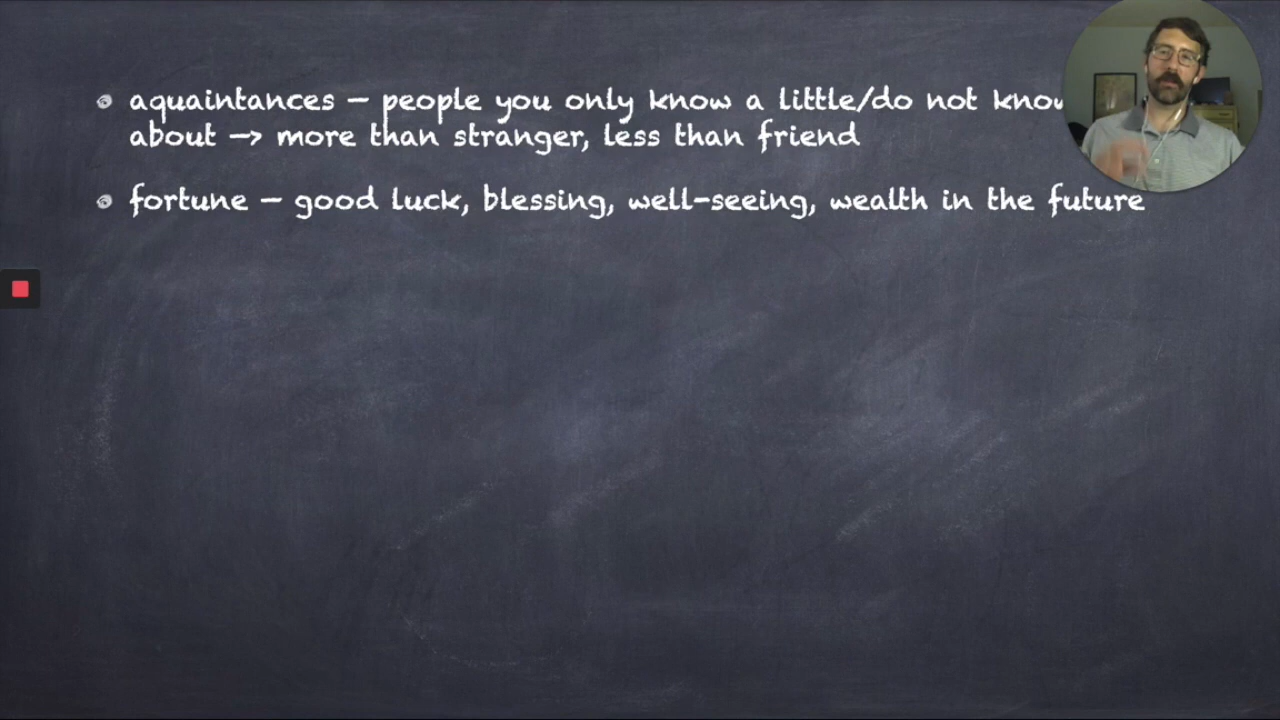 aquaintances – people you only know a little/do not know
about –> more than stranger, less than friend
fortune – good luck, blessing, well-seeing, wealth in the future